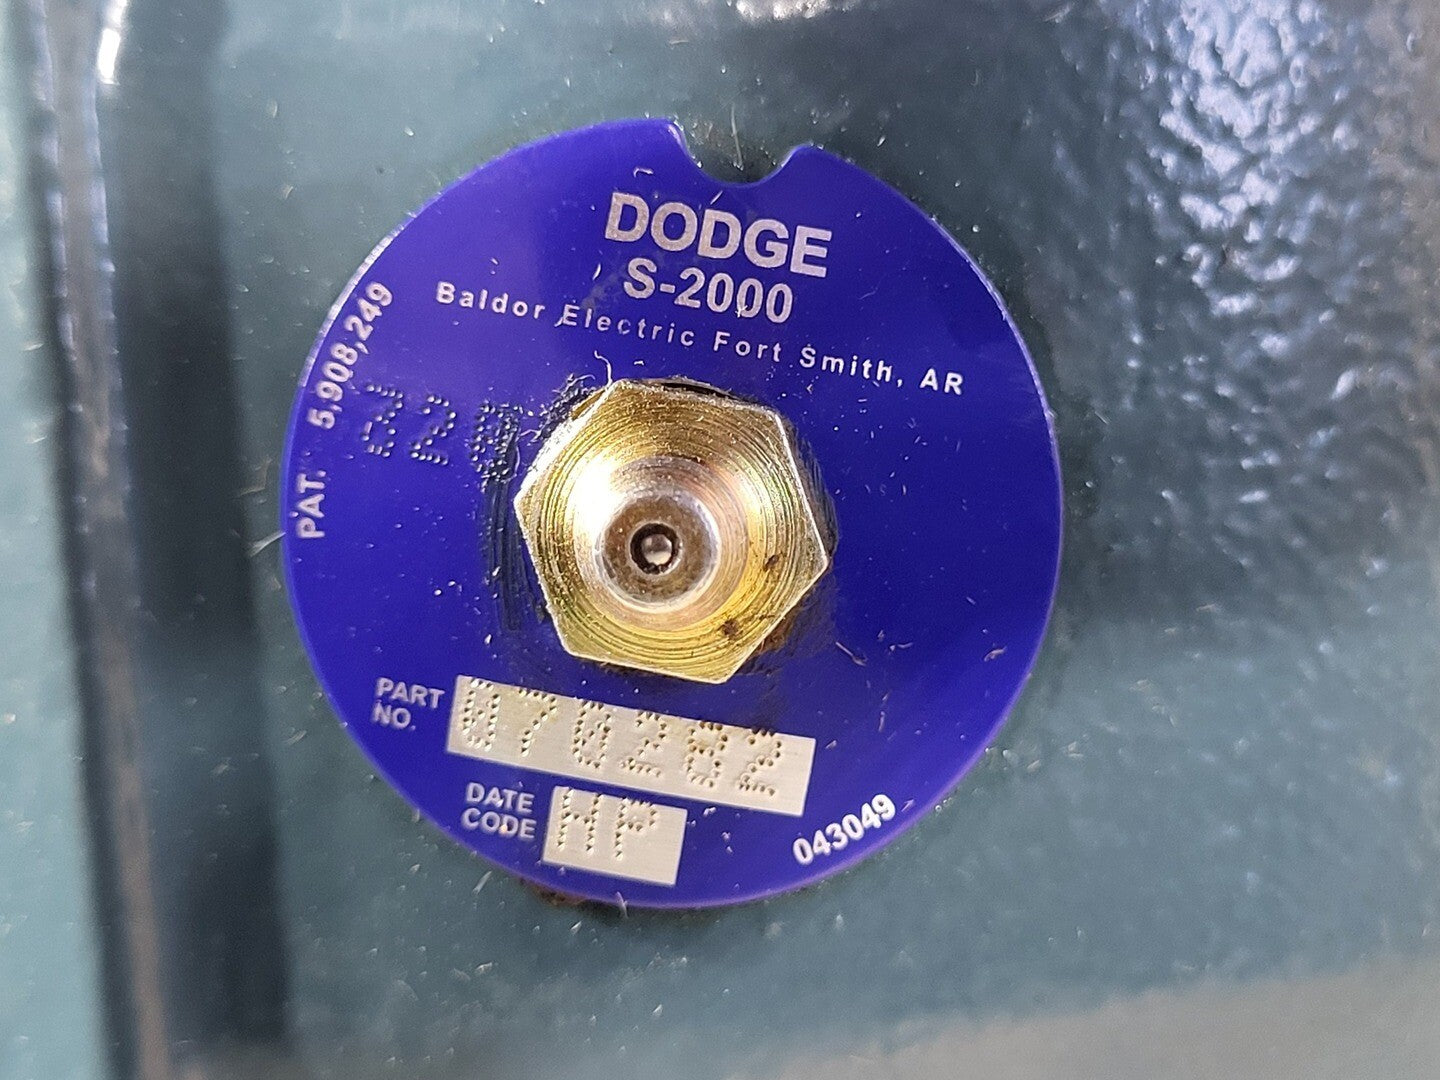 DODGE
S-2000
Baldor Electric Fort Smith, AR
PAT. 5,908,249
PART NO. 070282
DATE CODE HP
043049